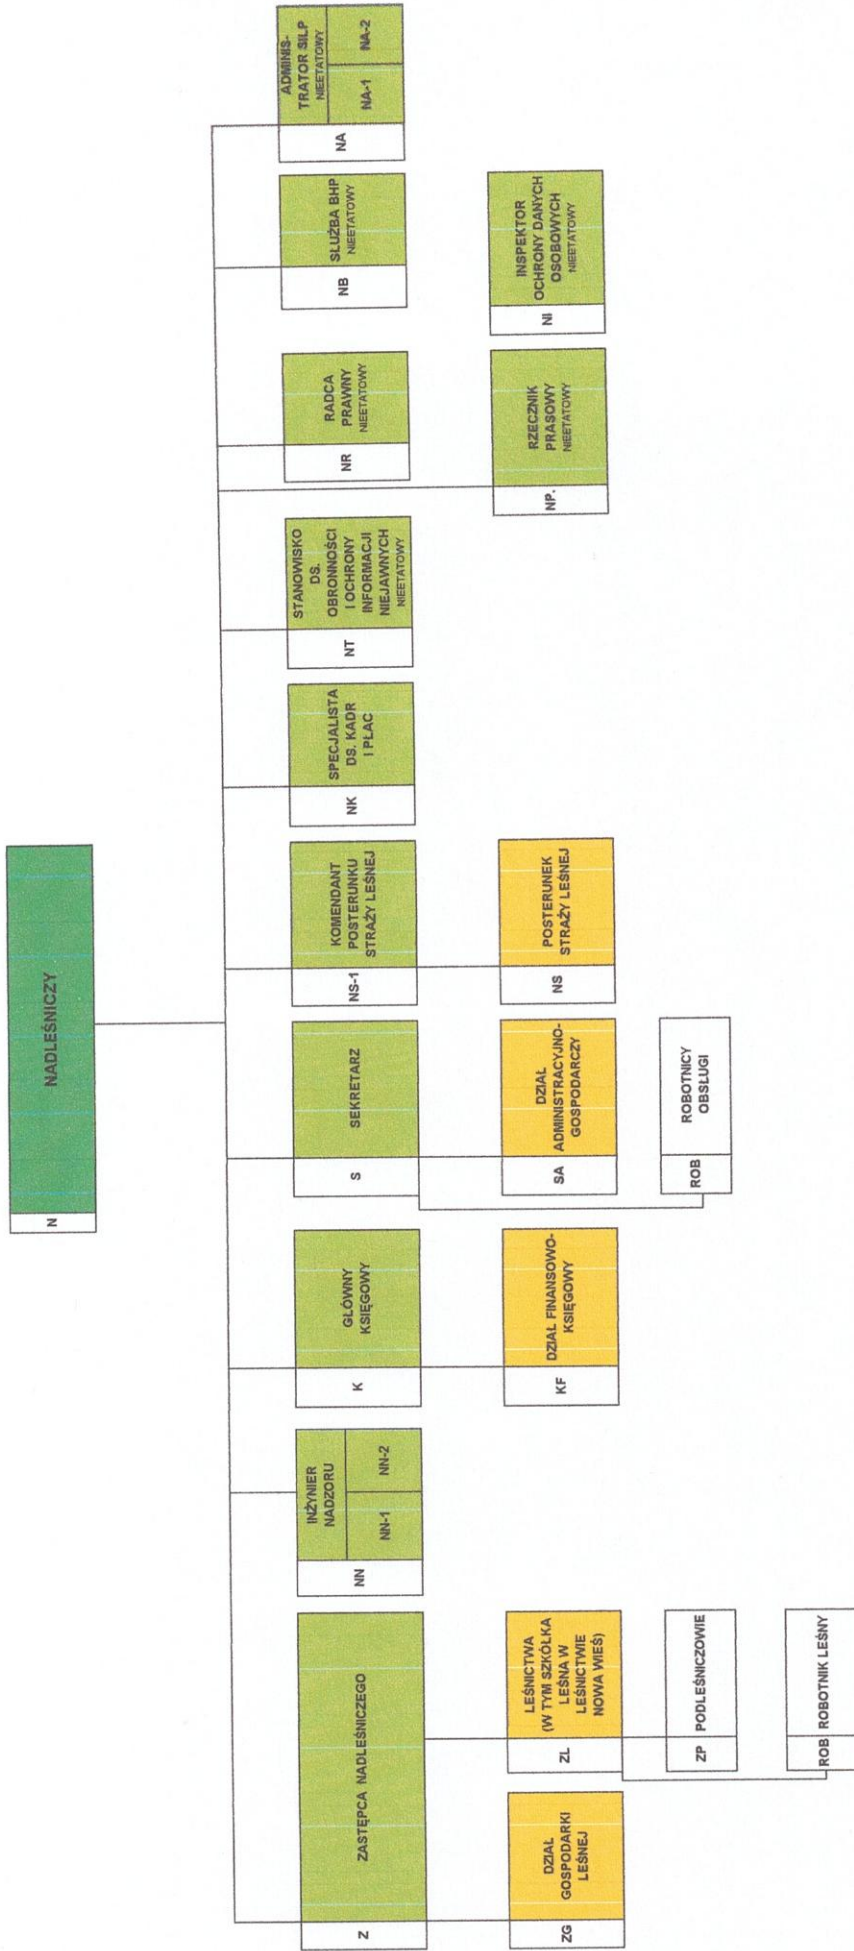 N
NADLEŚNICZY
Z
ZASTĘPCA NADLEŚNICZEGO
NN
INŻYNIER
NADZORU
NN-1
NN-2
K
GŁÓWNY
KSIĘGOWY
S
SEKRETARZ
NS-1
KOMENDANT
POSTERUNKU
STRAŻY LEŚNEJ
NK
SPECJALISTA
DS. KADR
I PŁAC
NT
STANOWISKO
DS.
OBRONNOŚCI
I OCHRONY
INFORMACJI
NIEJAWNYCH
NIEETATOWY
NR
RADCA
PRAWNY
NIEETATOWY
NB
SŁUŻBA BHP
NIEETATOWY
NA
ADMINIS-
TRATOR SILP
NIEETATOWY
NA-1
NA-2
ZG
DZIAŁ
GOSPODARKI
LEŚNEJ
ZL
LEŚNICTWA
(W TYM SZKÓŁKA
LEŚNA W
LEŚNICTWIE
NOWA WIEŚ)
KF
DZIAŁ FINANSOWO-
KSIĘGOWY
SA
DZIAŁ
ADMINISTRACYJNO-
GOSPODARCZY
NS
POSTERUNEK
STRAŻY LEŚNEJ
NP.
RZECZNIK
PRASOWY
NIEETATOWY
NI
INSPEKTOR
OCHRONY DANYCH
OSOBOWYCH
NIEETATOWY
ZP
PODLEŚNICZOWIE
ROB
ROBOTNICY
OBSŁUGI
ROB
ROBOTNIK LEŚNY